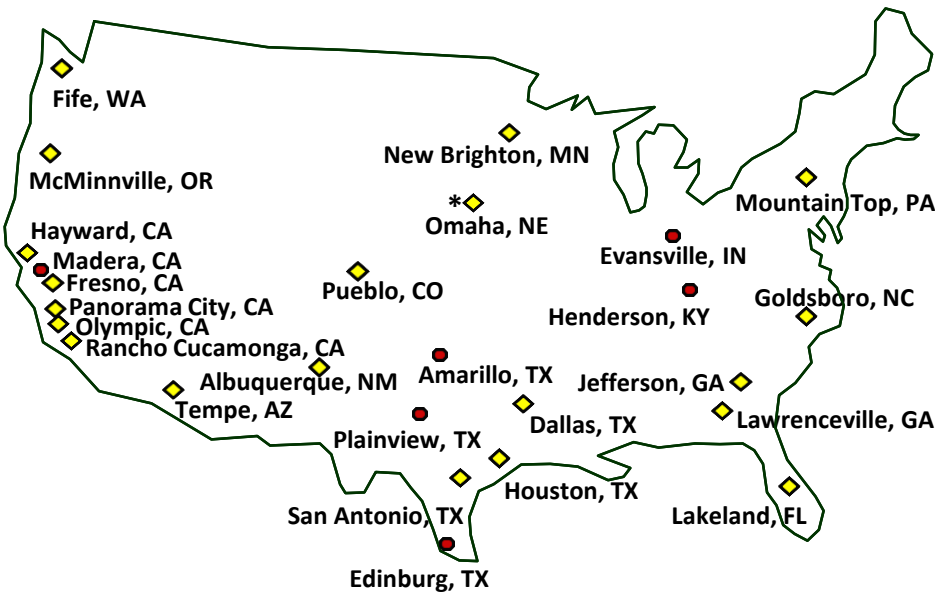 Fife, WA
New Brighton, MN
McMinnville, OR
Mountain Top, PA
*
Omaha, NE
Hayward, CA
Evansville, IN
Madera, CA
Fresno, CA
Pueblo, CO
Goldsboro, NC
Panorama City, CA
Henderson, KY
Olympic, CA
Rancho Cucamonga, CA
Albuquerque, NM
Amarillo, TX
Jefferson, GA
Tempe, AZ
Lawrenceville, GA
Dallas, TX
Plainview, TX
Houston, TX
San Antonio, TX
Lakeland, FL
Edinburg, TX